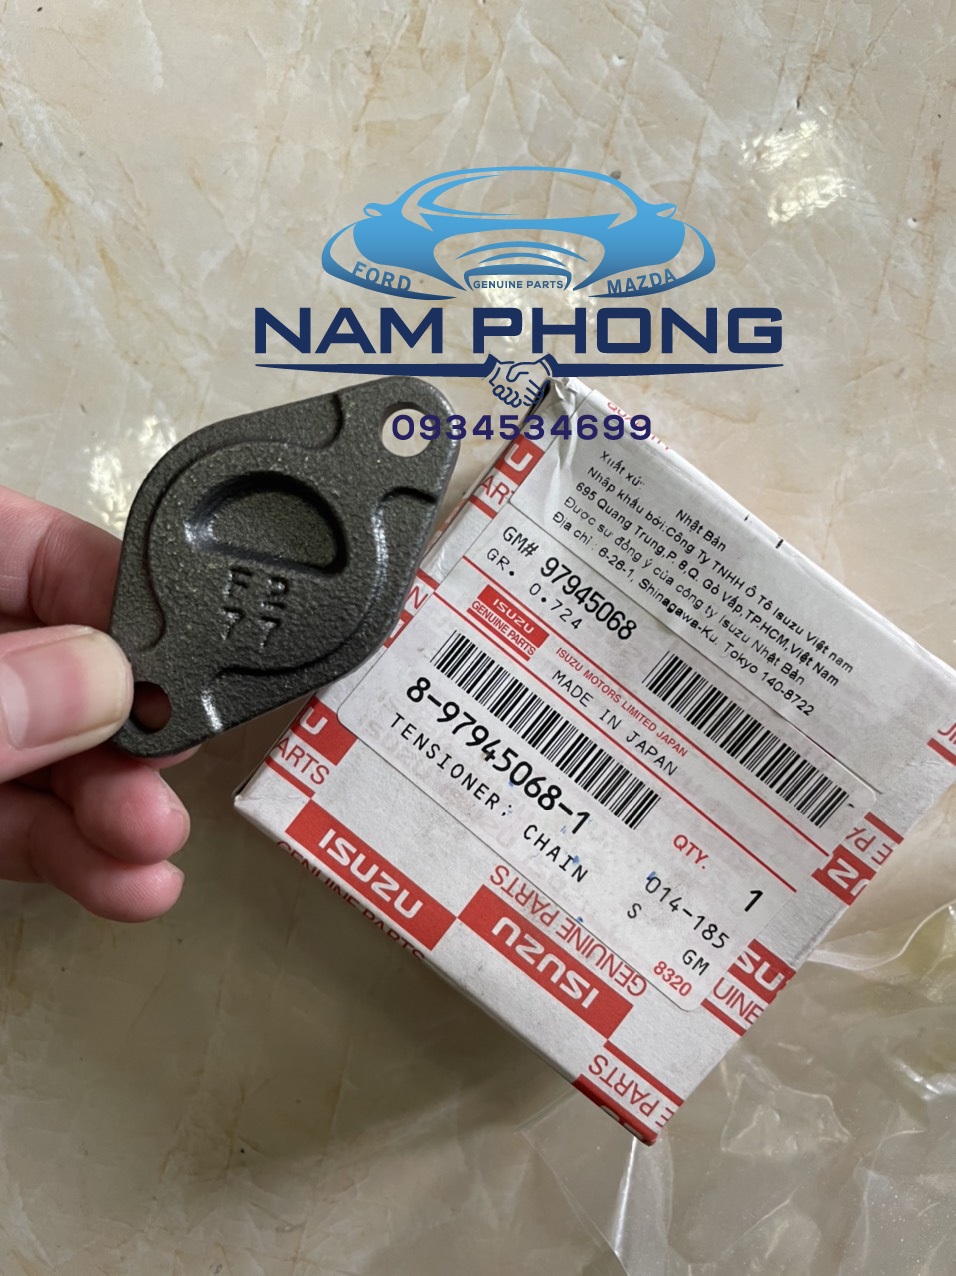 FORD
GENUINE PARTS
MAZDA
NAM PHONG
0934534699
F 2
7 7
Xuất xứ: Nhật Bản
Nhập khẩu bởi:Công Ty TNHH Ô Tô Isuzu Việt nam
695 Quang Trung,P. 8,Q. Gò Vấp,TP.HCM,Việt Nam
Được sự đồng ý của công ty Isuzu Nhật Bản
Địa chỉ : 6-26-1, Shinagawa-Ku, Tokyo 140-8722
GM# 97945068
GR. 0.724
ISUZU
GENUINE PARTS
ISUZU MOTORS LIMITED JAPAN
MADE IN JAPAN
8-97945068-1
TENSIONER; CHAIN
QTY.
1
014-185
S
GM
8320
ISUZU
GENUINE PARTS
ISUZU
GENUINE PARTS